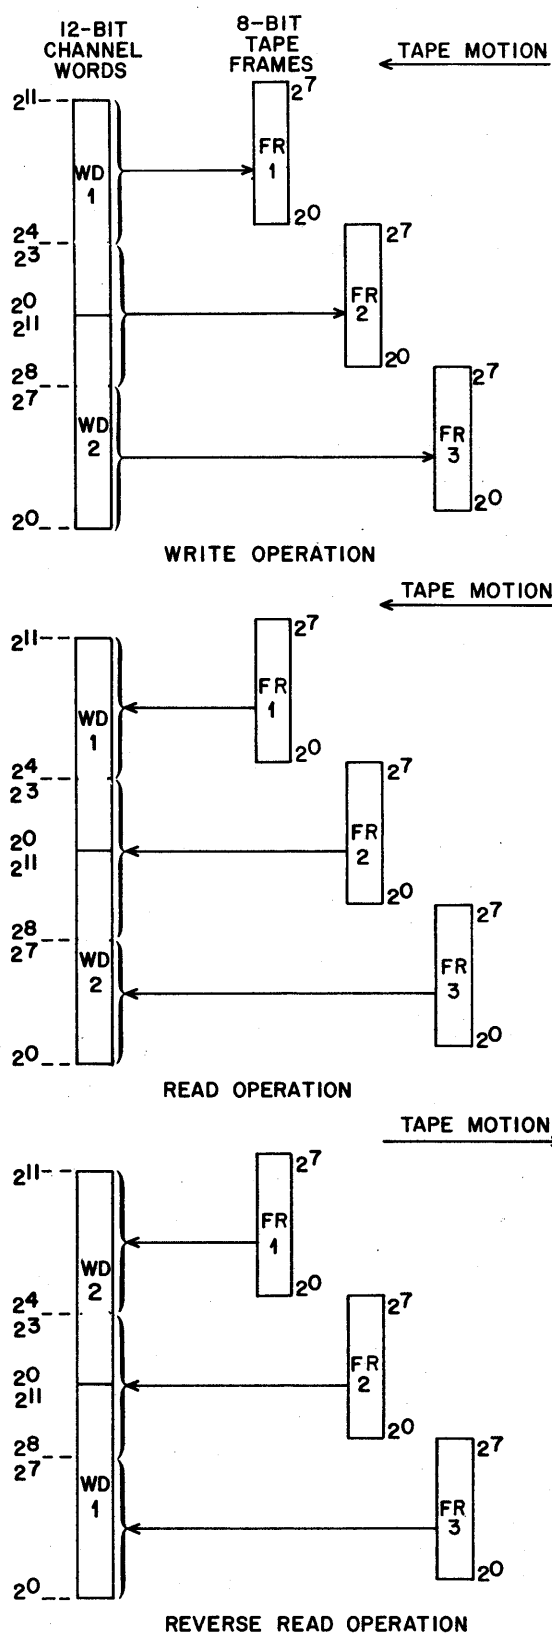 12-BIT
CHANNEL
WORDS
8-BIT
TAPE
FRAMES
TAPE MOTION
2¹¹
WD
1
2⁴
2³
2⁰
2¹¹
2⁸
2⁷
WD
2
2⁰
2⁷
FR
1
2⁰
2⁷
FR
2
2⁰
2⁷
FR
3
2⁰
WRITE OPERATION
TAPE MOTION
2¹¹
WD
1
2⁴
2³
2⁰
2¹¹
2⁸
2⁷
WD
2
2⁰
2⁷
FR
1
2⁰
2⁷
FR
2
2⁰
2⁷
FR
3
2⁰
READ OPERATION
TAPE MOTION
2¹¹
WD
2
2⁴
2³
2⁰
2¹¹
2⁸
2⁷
WD
1
2⁰
2⁷
FR
1
2⁰
2⁷
FR
2
2⁰
2⁷
FR
3
2⁰
REVERSE READ OPERATION